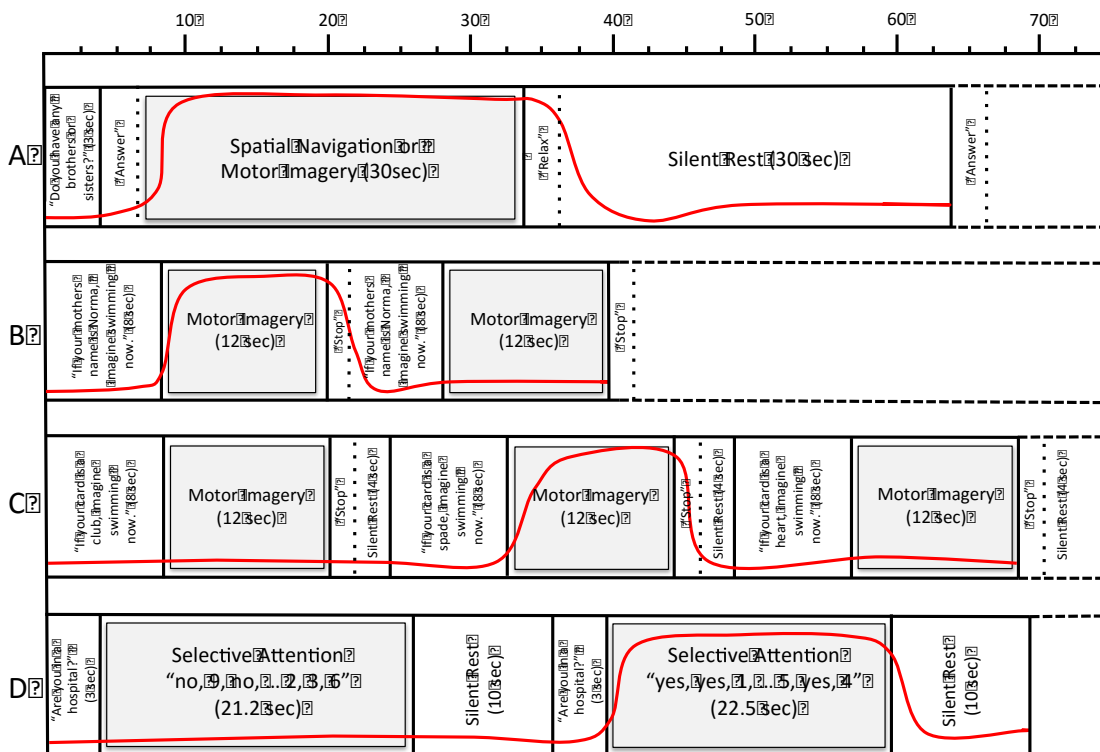 10
20
30
40
50
60
70
A
"Do you have any
brothers or
sisters?" (3 sec)
"Answer"
Spatial Navigation or
Motor Imagery (30sec)
"Relax"
Silent Rest (30 sec)
"Answer"
B
"If your mothers
name is Norma,
imagine swimming
now." (8 sec)
Motor Imagery
(12 sec)
"Stop"
"If your mothers
name is Norma,
imagine swimming
now." (8 sec)
Motor Imagery
(12 sec)
"Stop"
C
"If your card is a
club, imagine
swimming
now." (8 sec)
Motor Imagery
(12 sec)
"Stop"
Silent Rest (4 sec)
"If your card is a
spade, imagine
swimming
now." (8 sec)
Motor Imagery
(12 sec)
"Stop"
Silent Rest (4 sec)
"If your card is a
heart, imagine
swimming
now." (8 sec)
Motor Imagery
(12 sec)
"Stop"
Silent Rest (4 sec)
D
"Are you in a
hospital?"
(3 sec)
Selective Attention
"no, 9, no, … 2, 3, 6"
(21.2 sec)
Silent Rest
(10 sec)
"Are you in a
hospital?"
(3 sec)
Selective Attention
"yes, yes, 1, … 5, yes, 4"
(22.5 sec)
Silent Rest
(10 sec)